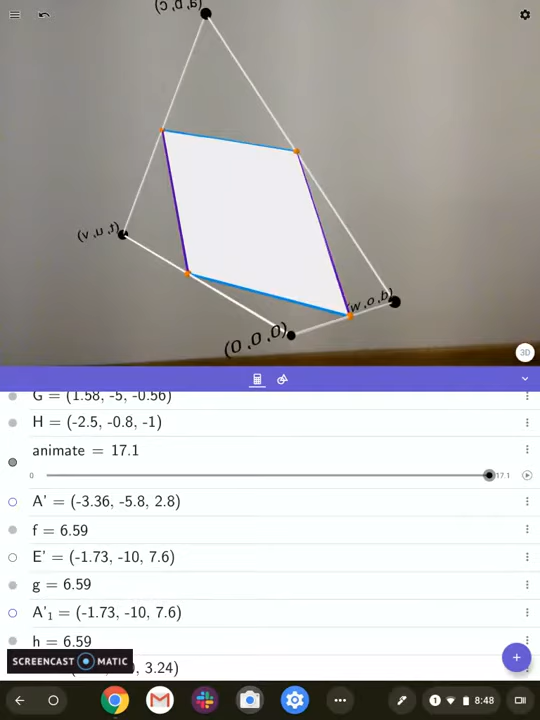 (a,b,c)
(t,u,v)
(w,o,b)
(0,0,0)
3D
G = (1.58, -5, -0.56)
H = (-2.5, -0.8, -1)
animate = 17.1
0 17.1
A' = (-3.36, -5.8, 2.8)
f = 6.59
E' = (-1.73, -10, 7.6)
g = 6.59
A'₁ = (-1.73, -10, 7.6)
h = 6.59
SCREENCAST MATIC
3.24)
+
1 8:48